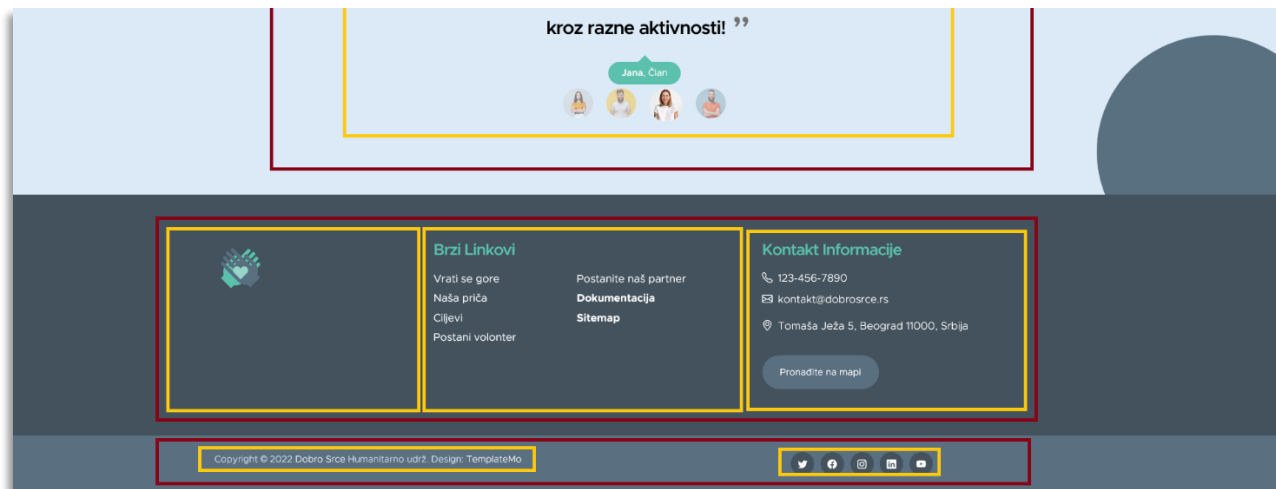 kroz razne aktivnosti! ”
Jana, Član
Brzi Linkovi
Vrati se gore
Naša priča
Ciljevi
Postani volonter
Postanite naš partner
Dokumentacija
Sitemap
Kontakt Informacije
123-456-7890
kontakt@dobrosrce.rs
Tomaša Ježa 5, Beograd 11000, Srbija
Pronađite na mapi
Copyright © 2022 Dobro Srce Humanitarno udrž. Design: TemplateMo